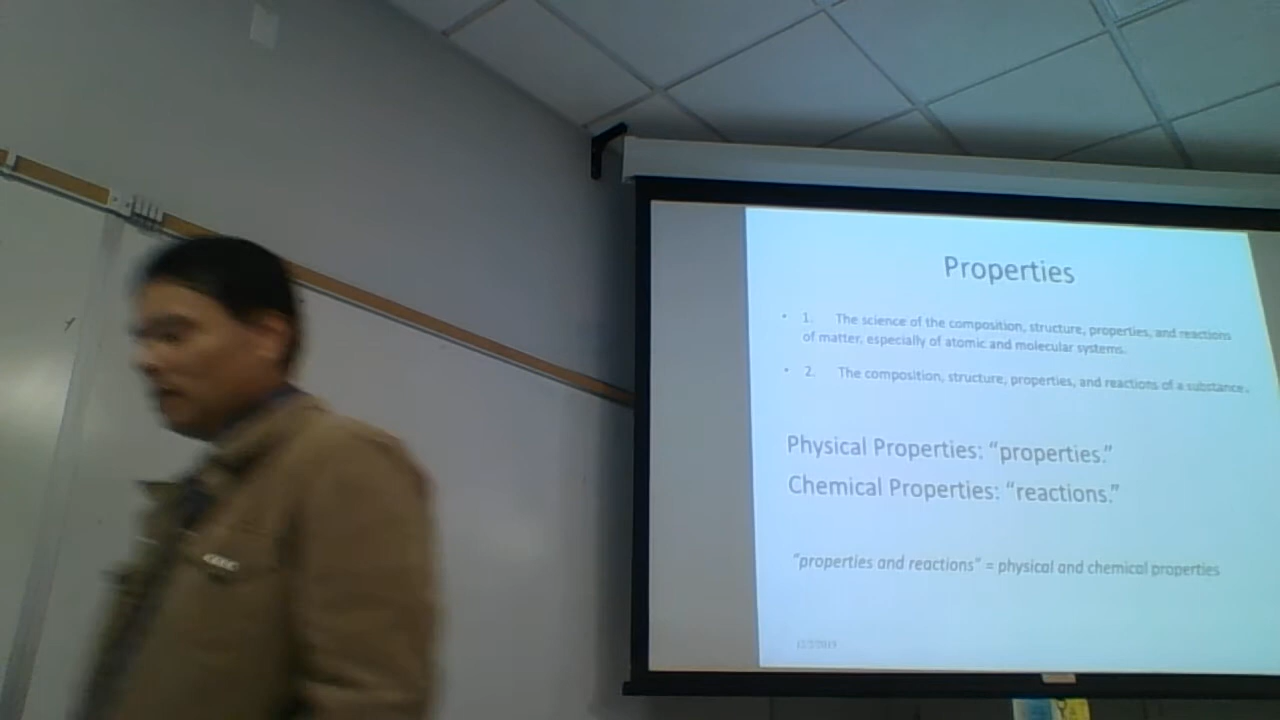 Properties
• 1. The science of the composition, structure, properties, and reactions
of matter, especially of atomic and molecular systems.
• 2. The composition, structure, properties, and reactions of a substance.
Physical Properties: “properties.”
Chemical Properties: “reactions.”
“properties and reactions” = physical and chemical properties